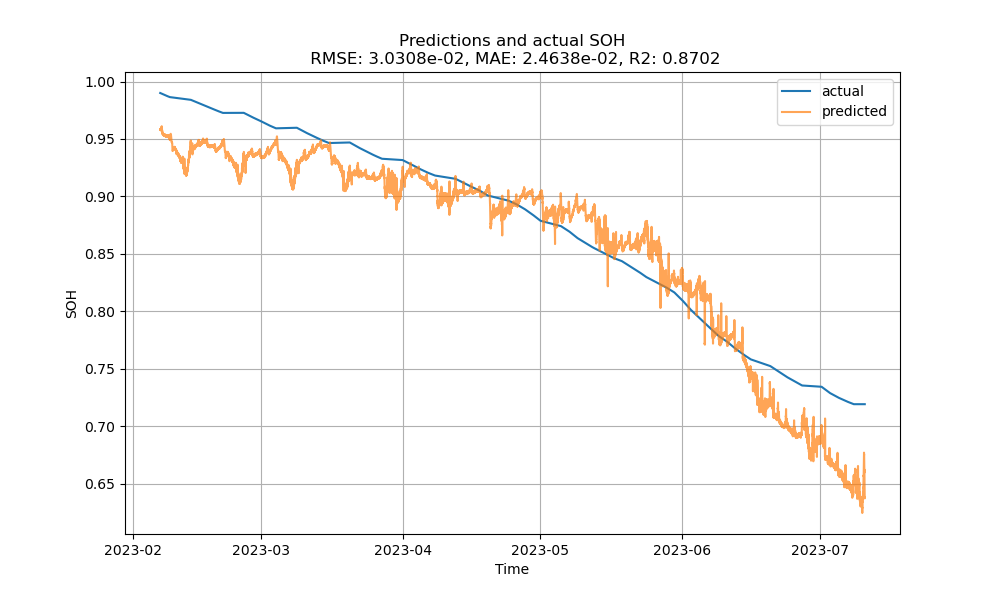 Predictions and actual SOH
RMSE: 3.0308e-02, MAE: 2.4638e-02, R2: 0.8702
actual
predicted
1.00
0.95
0.90
0.85
0.80
0.75
0.70
0.65
SOH
2023-02
2023-03
2023-04
2023-05
2023-06
2023-07
Time